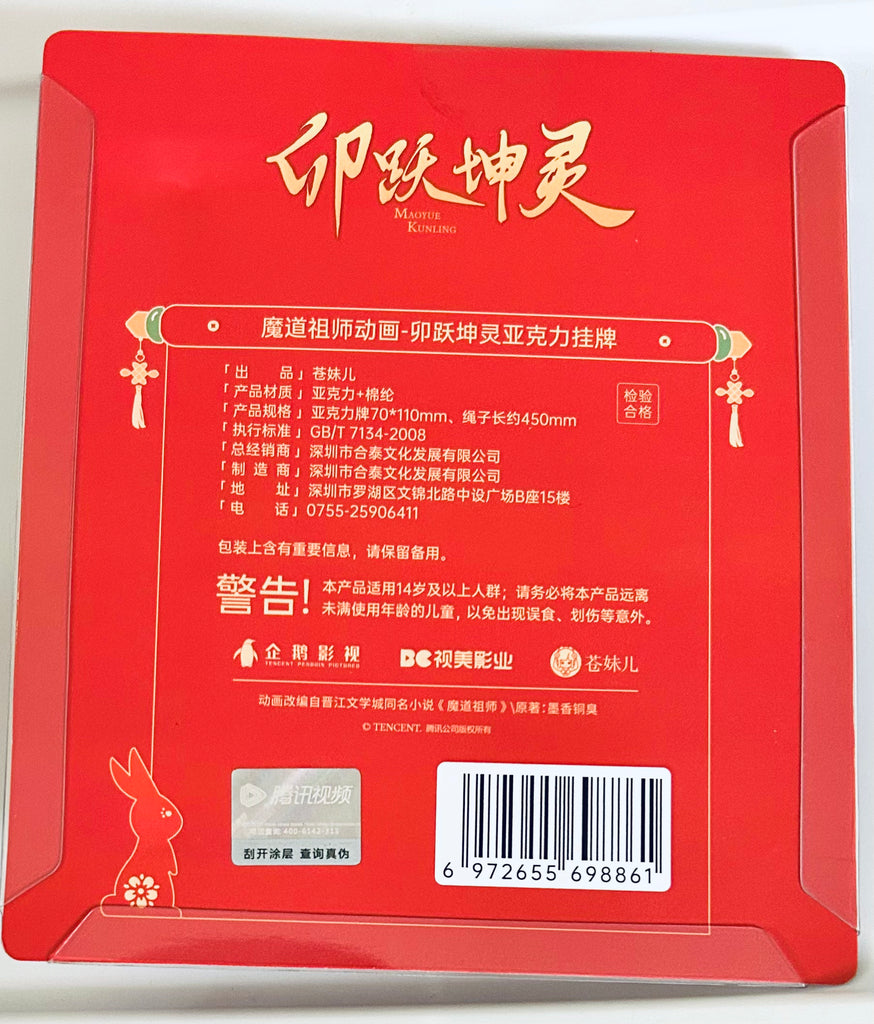 卯跃坤灵
MAOYUE
KUNLING
魔道祖师动画-卯跃坤灵亚克力挂牌
「出品」苍妹儿
「产品材质」亚克力+棉纶
「产品规格」亚克力牌70*110mm、绳子长约450mm
「执行标准」GB/T 7134-2008
「总经销商」深圳市合泰文化发展有限公司
「制造商」深圳市合泰文化发展有限公司
「地址」深圳市罗湖区文锦北路中设广场B座15楼
「电话」0755-25906411
检验
合格
包装上含有重要信息，请保留备用。
警告！
本产品适用14岁及以上人群；请务必将本产品远离
未满使用年龄的儿童，以免出现误食、划伤等意外。
企鹅影视
TENCENT PENGUIN PICTURES
BC视美影业
苍妹儿
动画改编自晋江文学城同名小说《魔道祖师》\原著：墨香铜臭
© TENCENT. 腾讯公司版权所有
腾讯视频
400-6142-315
刮开涂层 查询真伪
6 972655 698861